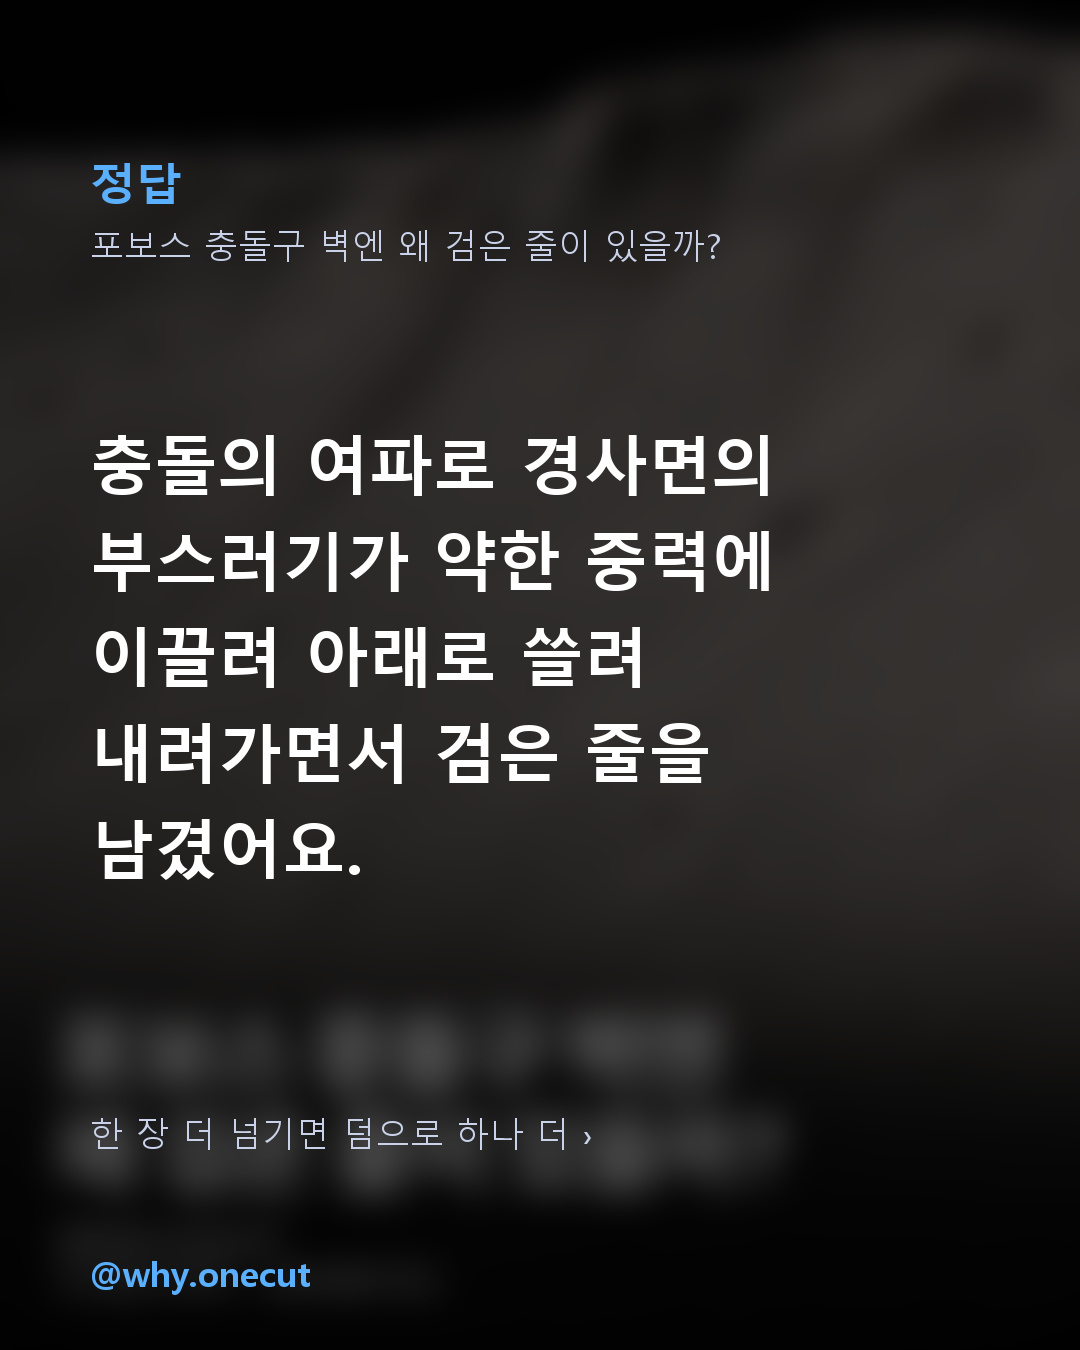 정답
포보스 충돌구 벽엔 왜 검은 줄이 있을까?
충돌의 여파로 경사면의
부스러기가 약한 중력에
이끌려 아래로 쓸려
내려가면서 검은 줄을
남겼어요.
한 장 더 넘기면 덤으로 하나 더 ›
@why.onecut